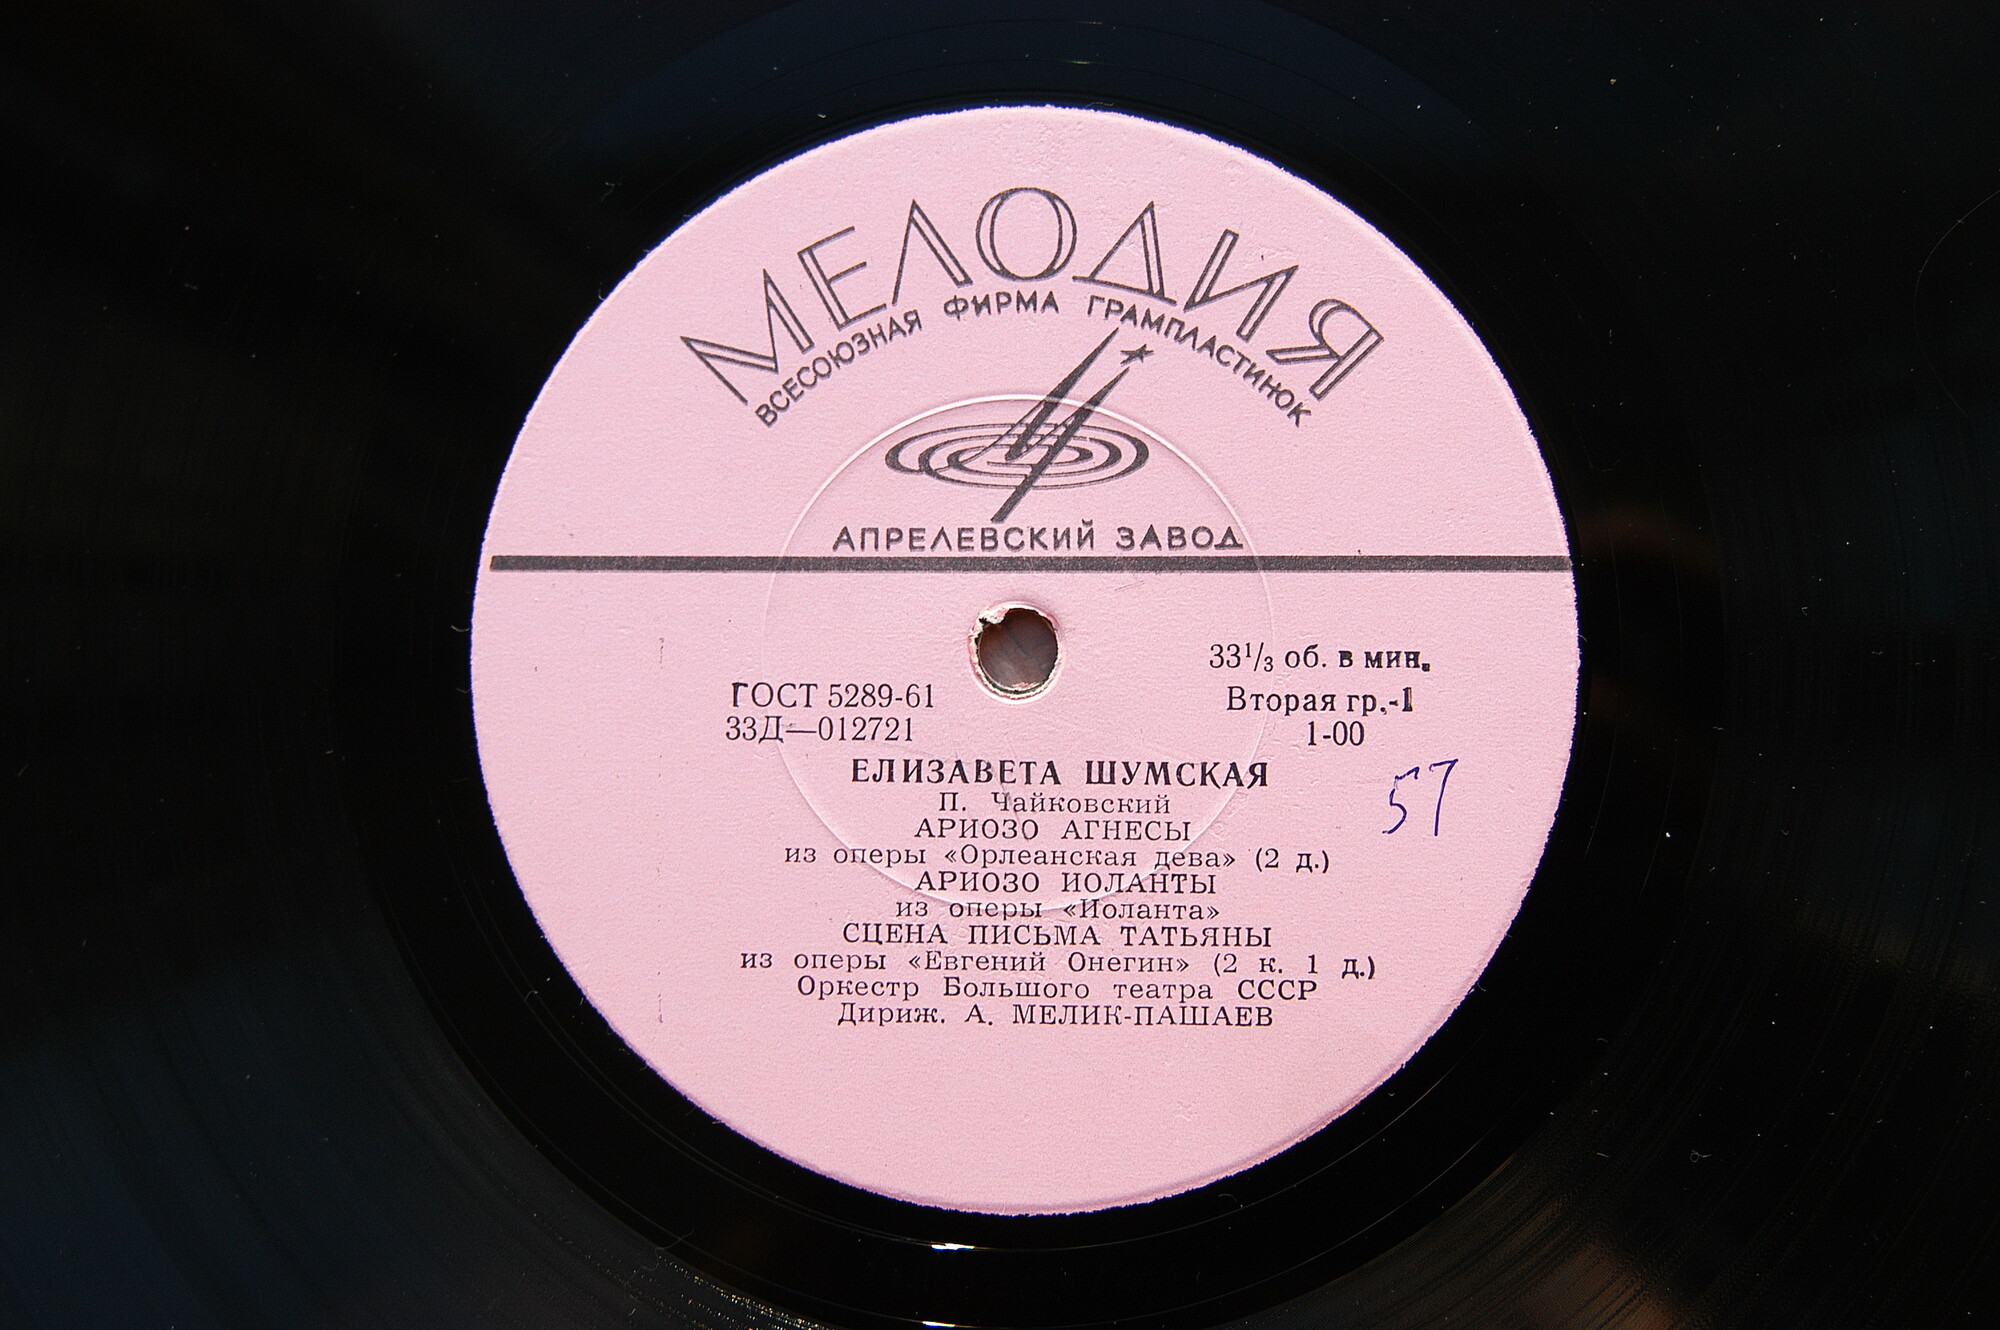 МЕЛОДИЯ
ВСЕСОЮЗНАЯ ФИРМА ГРАМПЛАСТИНОК
АПРЕЛЕВСКИЙ ЗАВОД
33⅓ об. в мин.
ГОСТ 5289-61
Вторая гр.-1
33Д—012721
1-00
ЕЛИЗАВЕТА ШУМСКАЯ
57
П. Чайковский
АРИОЗО АГНЕСЫ
из оперы «Орлеанская дева» (2 д.)
АРИОЗО ИОЛАНТЫ
из оперы «Иоланта»
СЦЕНА ПИСЬМА ТАТЬЯНЫ
из оперы «Евгений Онегин» (2 к. 1 д.)
Оркестр Большого театра СССР
Дириж. А. МЕЛИК-ПАШАЕВ